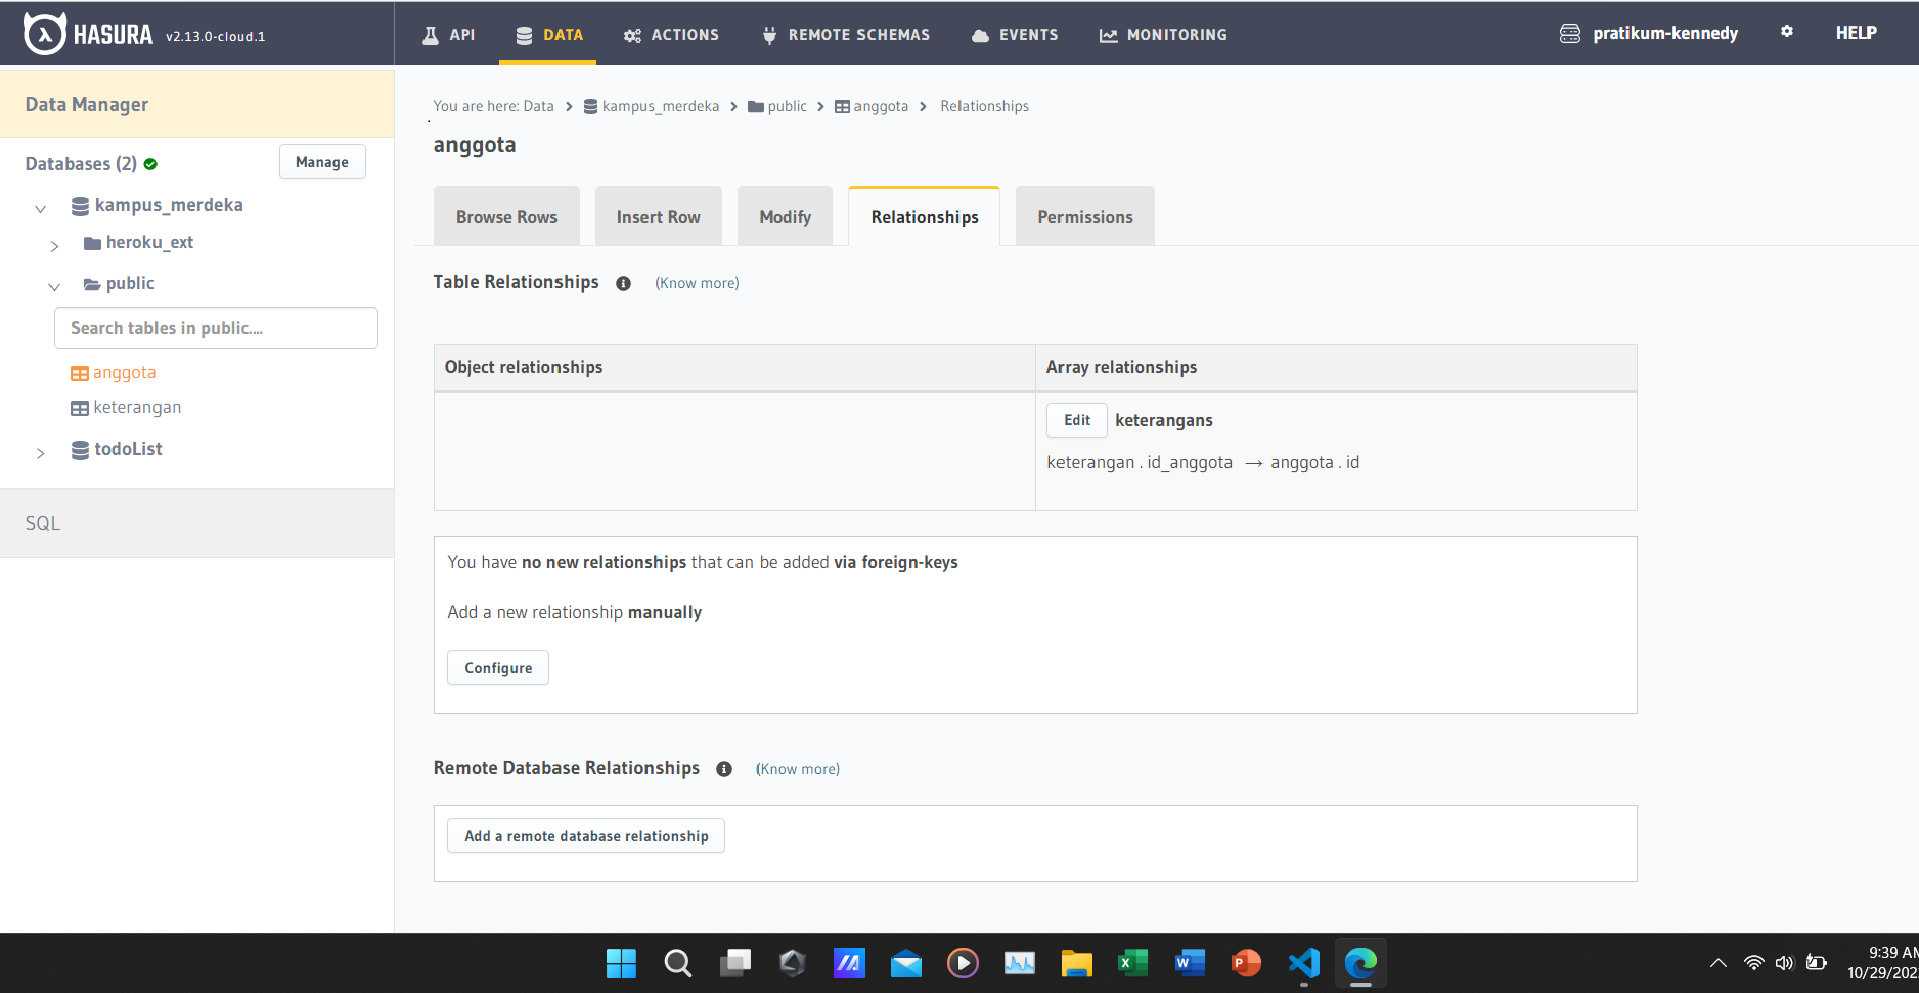 HASURA v2.13.0-cloud.1
API DATA ACTIONS REMOTE SCHEMAS EVENTS MONITORING
pratikum-kennedy HELP
Data Manager
Databases (2) Manage
kampus_merdeka
heroku_ext
public
Search tables in public....
anggota
keterangan
todoList
SQL
You are here: Data > kampus_merdeka > public > anggota > Relationships
anggota
Browse Rows Insert Row Modify Relationships Permissions
Table Relationships (Know more)
Object relationships Array relationships
Edit keterangans
keterangan . id_anggota → anggota . id
You have no new relationships that can be added via foreign-keys
Add a new relationship manually
Configure
Remote Database Relationships (Know more)
Add a remote database relationship
9:39 AM
10/29/202